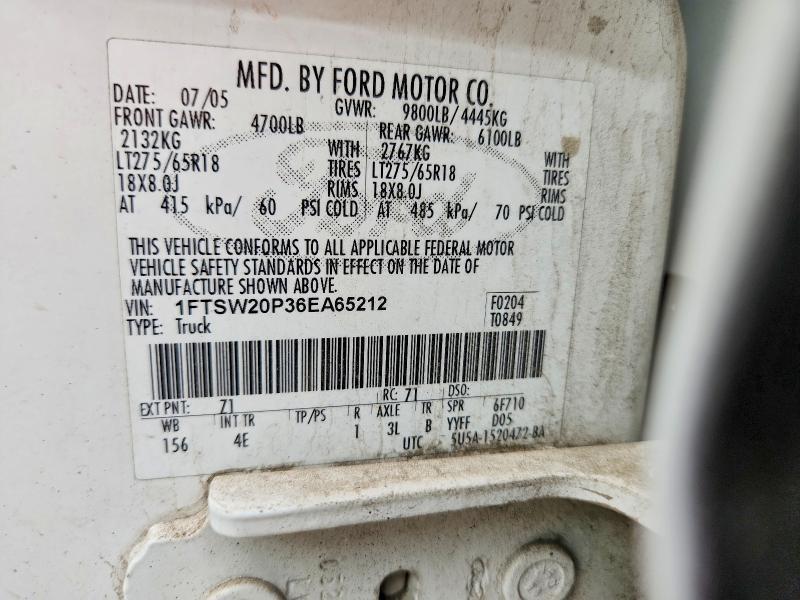 MFD. BY FORD MOTOR CO.
DATE: 07/05 GVWR: 9800LB/4445KG
FRONT GAWR: 4700LB REAR GAWR: 6100LB
2132KG WITH 2767KG WITH
LT275/65R18 TIRES LT275/65R18 TIRES
18X8.0J RIMS 18X8.0J RIMS
AT 415 kPa/ 60 PSI COLD AT 485 kPa/ 70 PSI COLD
THIS VEHICLE CONFORMS TO ALL APPLICABLE FEDERAL MOTOR
VEHICLE SAFETY STANDARDS IN EFFECT ON THE DATE OF
MANUFACTURE SHOWN ABOVE.
VIN: 1FTSW20P36EA65212 F0204
TYPE: Truck T0849
EXT PNT: Z1 RC: 71 DSO:
WB INT TR TP/PS R AXLE TR SPR 6F710
156 4E 1 3L B YYFF D05
UTC 5U5A-1520472-BA
Ford